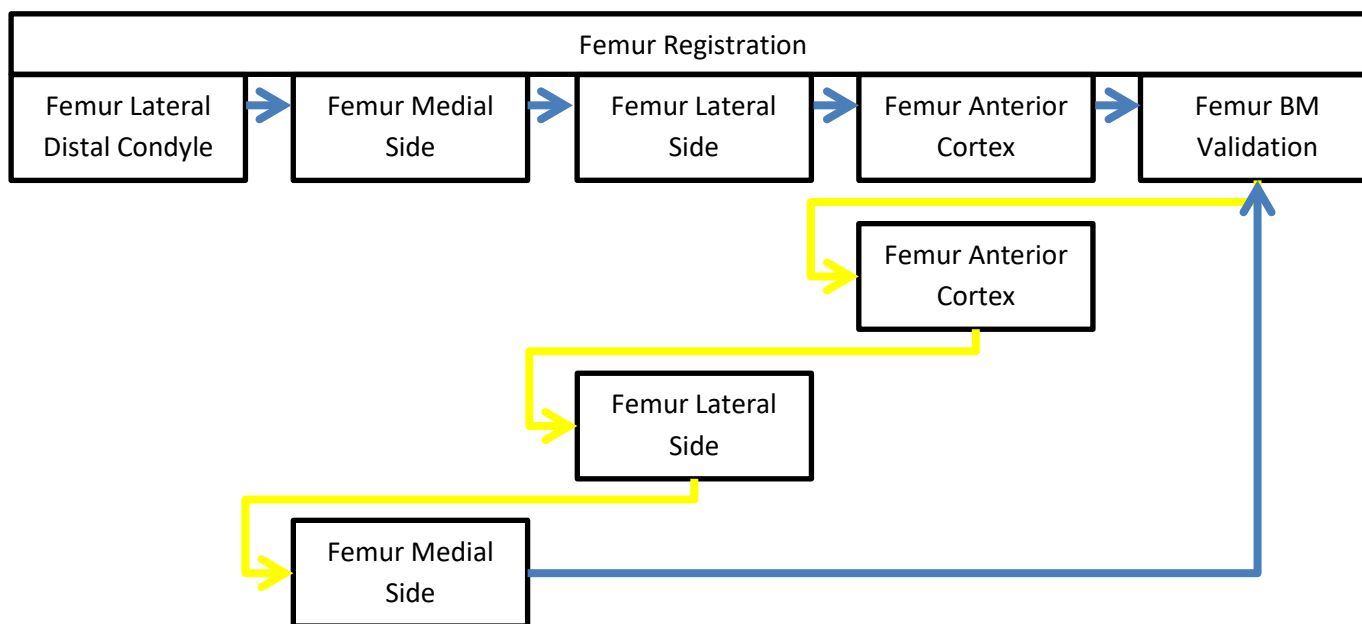 Femur Registration
Femur Lateral
Distal Condyle
Femur Medial
Side
Femur Lateral
Side
Femur Anterior
Cortex
Femur BM
Validation
Femur Anterior
Cortex
Femur Lateral
Side
Femur Medial
Side